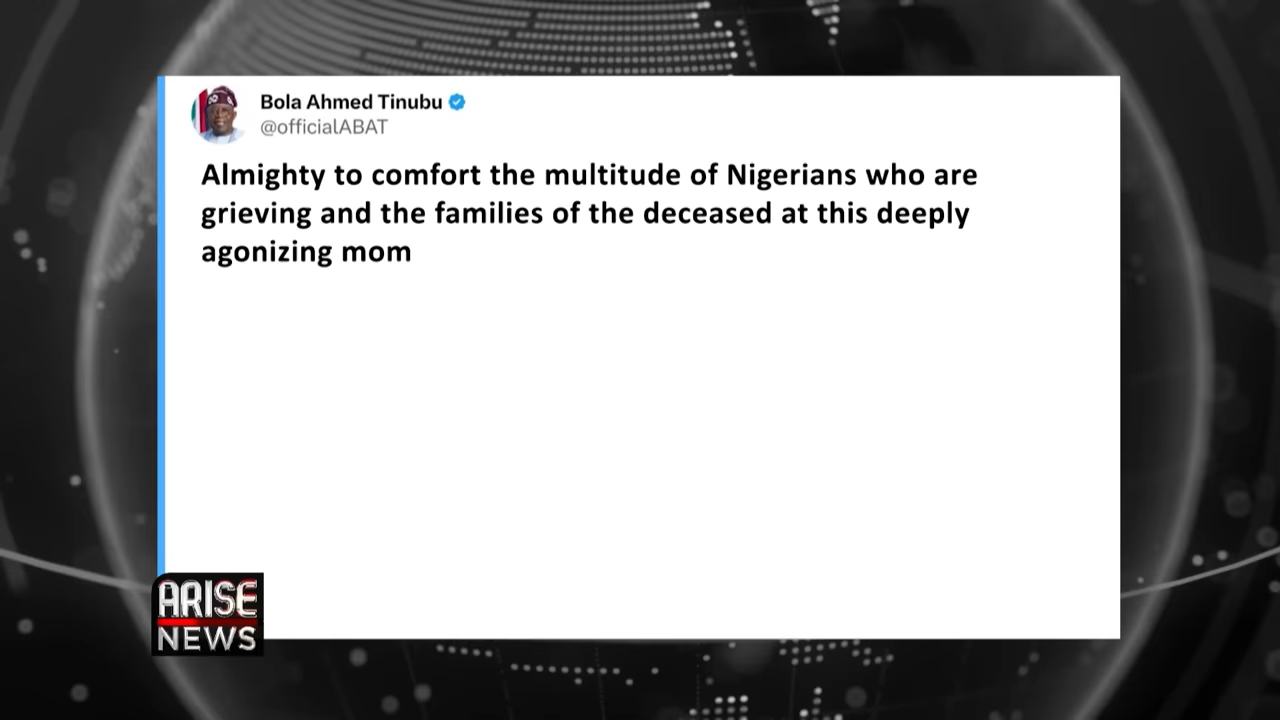 Bola Ahmed Tinubu
@officialABAT
Almighty to comfort the multitude of Nigerians who are
grieving and the families of the deceased at this deeply
agonizing mom
ARISE
NEWS